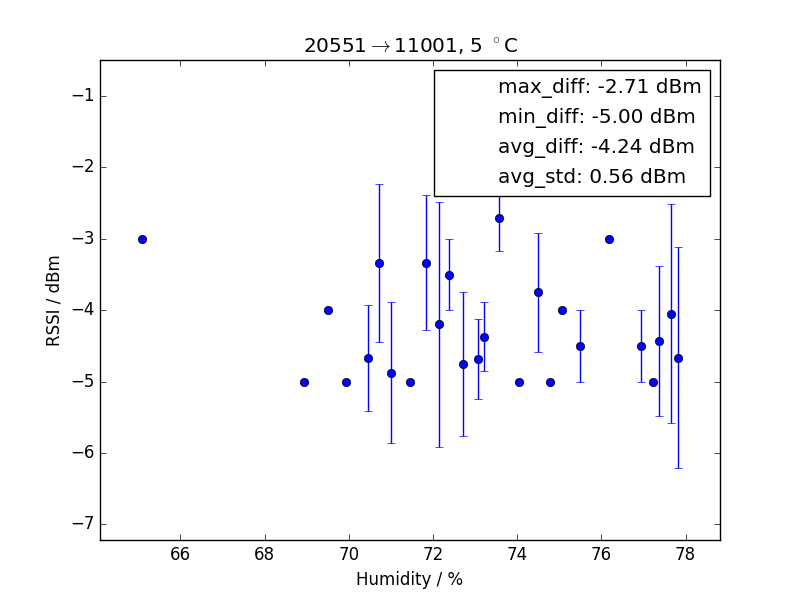 20551→11001, 5 °C
max_diff: -2.71 dBm
min_diff: -5.00 dBm
avg_diff: -4.24 dBm
avg_std: 0.56 dBm
−1
−2
−3
−4
−5
−6
−7
RSSI / dBm
66 68 70 72 74 76 78
Humidity / %